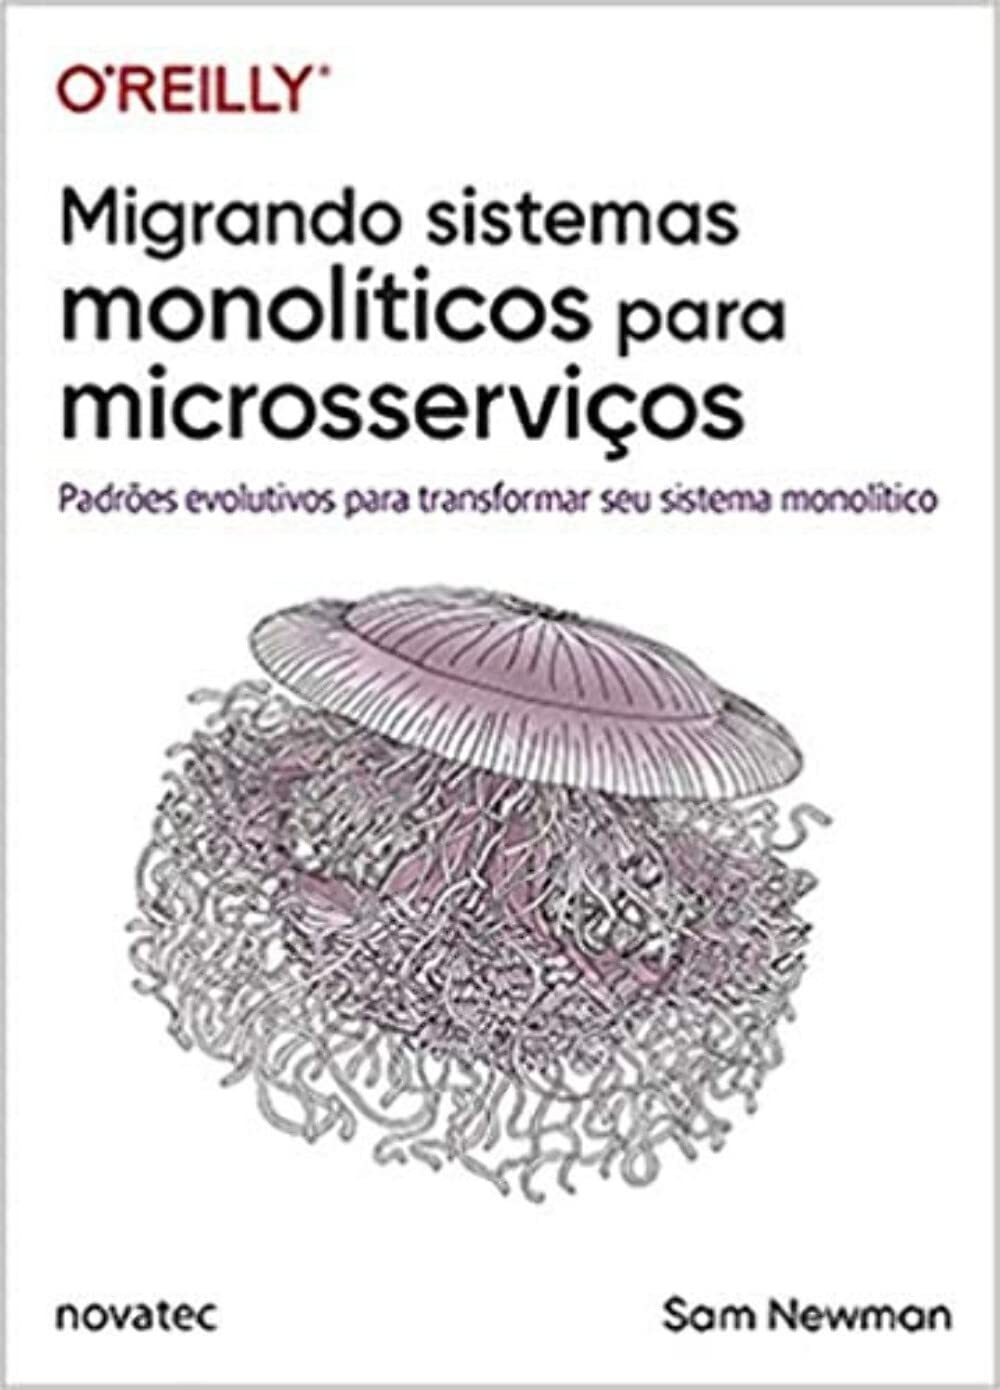 O'REILLY®
Migrando sistemas
monolíticos para
microsserviços
Padrões evolutivos para transformar seu sistema monolítico
novatec
Sam Newman